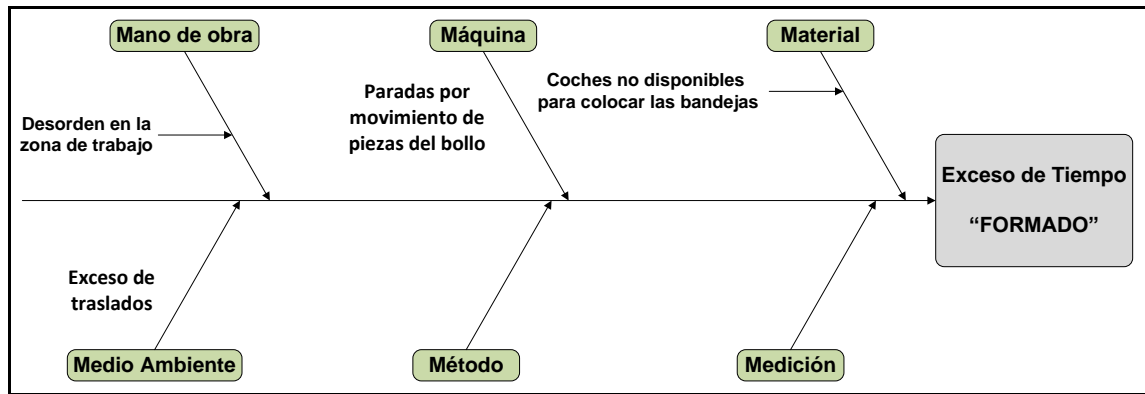 Mano de obra
Máquina
Material
Desorden en la
zona de trabajo
Paradas por
movimiento de
piezas del bollo
Coches no disponibles
para colocar las bandejas
Exceso de Tiempo
“FORMADO”
Exceso de
traslados
Medio Ambiente
Método
Medición